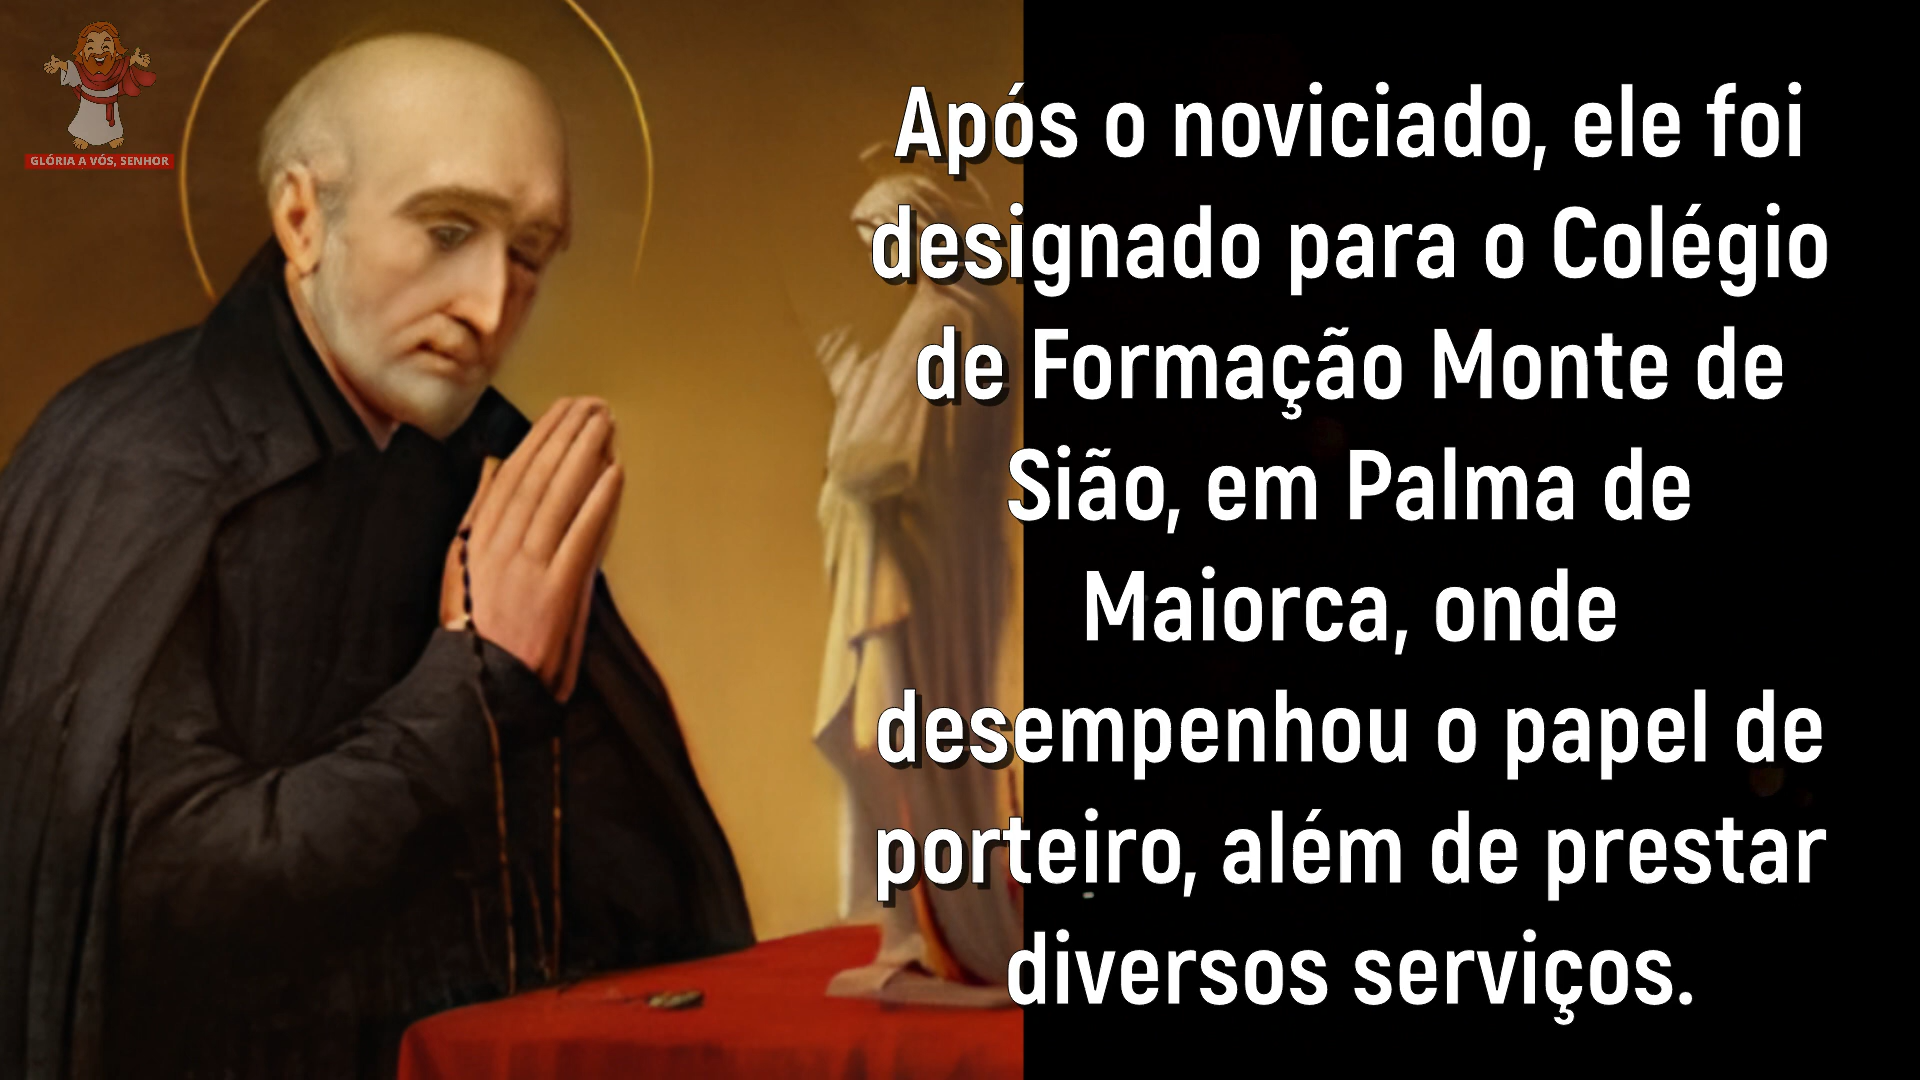 GLÓRIA A VÓS, SENHOR
Após o noviciado, ele foi
designado para o Colégio
de Formação Monte de
Sião, em Palma de
Maiorca, onde
desempenhou o papel de
porteiro, além de prestar
diversos serviços.